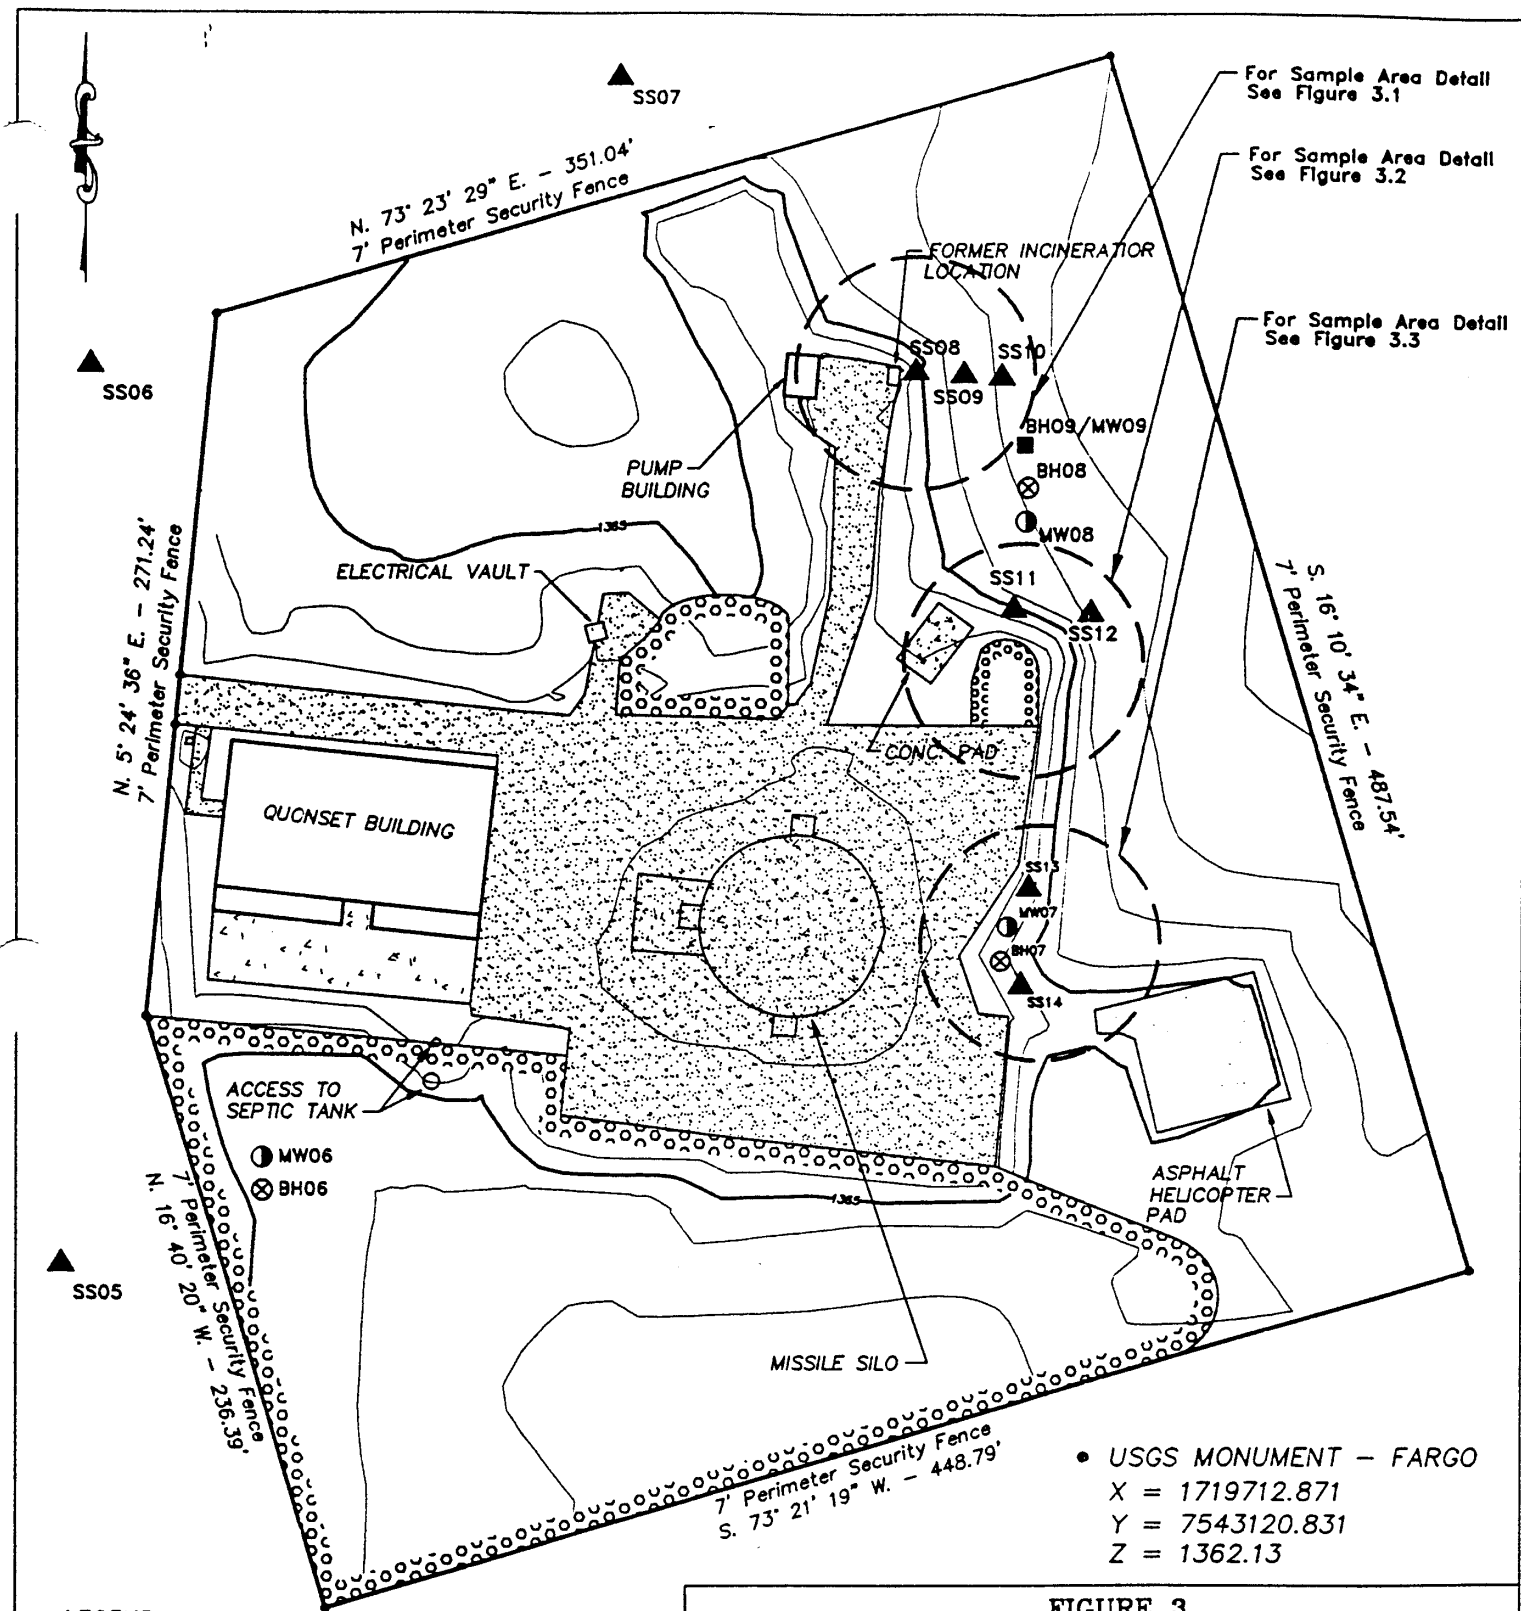 For Sample Area Detail
See Figure 3.1
SS07
For Sample Area Detail
See Figure 3.2
N. 73° 23' 29" E. - 351.04'
7' Perimeter Security Fence
FORMER INCINERATIOR
LOCATION
For Sample Area Detail
See Figure 3.3
SS06
SS08
SS10
SS09
BH09/MW09
PUMP
BUILDING
BH08
1365
MW08
ELECTRICAL VAULT
SS11
SS12
N. 5° 24' 36" E. - 271.24'
7' Perimeter Security Fence
S. 16° 10' 34" E. - 487.54'
7' Perimeter Security Fence
CONC. PAD
QUONSET BUILDING
SS13
MW07
BH07
SS14
ACCESS TO
SEPTIC TANK
MW06
BH06
ASPHALT
HELICOPTER
PAD
1365
7' Perimeter Security Fence
N. 16° 40' 20" W. - 236.39'
SS05
MISSILE SILO
7' Perimeter Security Fence
S. 73° 21' 19" W. - 448.79'
USGS MONUMENT - FARGO
X = 1719712.871
Y = 7543120.831
Z = 1362.13
FIGURE 3